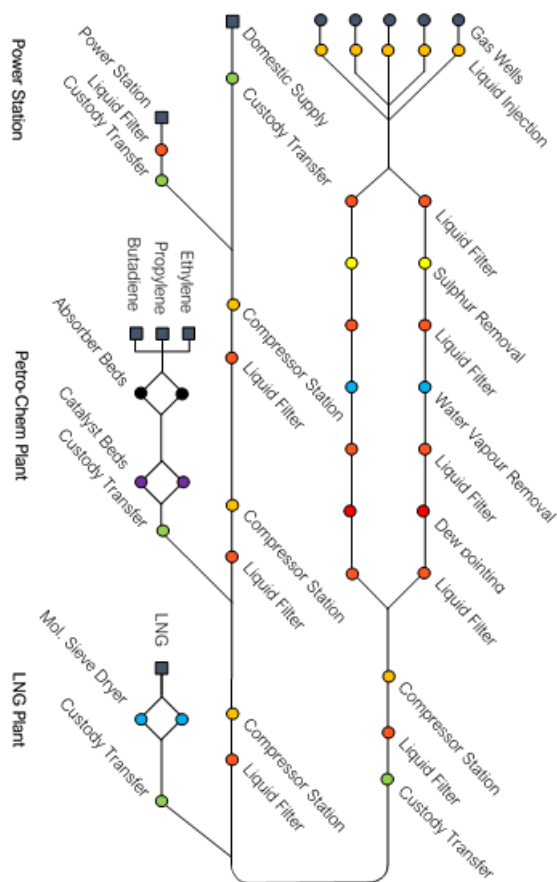 Gas Wells
Liquid Injection
Liquid Filter
Sulphur Removal
Liquid Filter
Water Vapour Removal
Liquid Filter
Dew pointing
Liquid Filter
Compressor Station
Liquid Filter
Custody Transfer
Domestic Supply
Custody Transfer
Compressor Station
Liquid Filter
Compressor Station
Liquid Filter
Compressor Station
Liquid Filter
Power Station
Liquid Filter
Custody Transfer
Ethylene
Propylene
Butadiene
Absorber Beds
Catalyst Beds
Custody Transfer
LNG
Mol. Sieve Dryer
Custody Transfer
Power Station
Petro-Chem Plant
LNG Plant